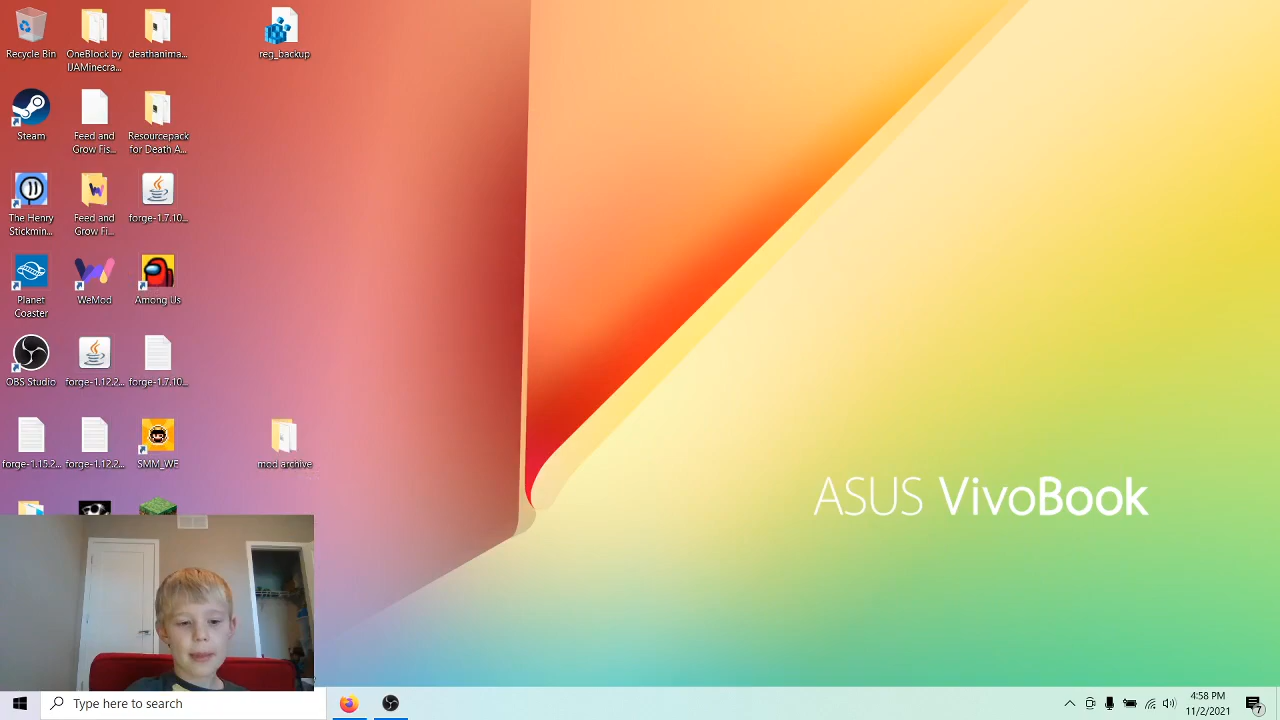 Recycle Bin
OneBlock by
IJAMinecra...
deathanima...
reg_backup
Steam
Feed and
Grow Fis...
Resourcepack
for Death A...
The Henry
Stickmin...
Feed and
Grow Fi...
forge-1.7.10...
Planet
Coaster
WeMod
Among Us
OBS Studio
forge-1.12.2...
forge-1.7.10...
forge-1.15.2...
forge-1.12.2...
SMM_WE
mod archive
ASUS VivoBook
Type here to search
4:58 PM
11/2/2021
7